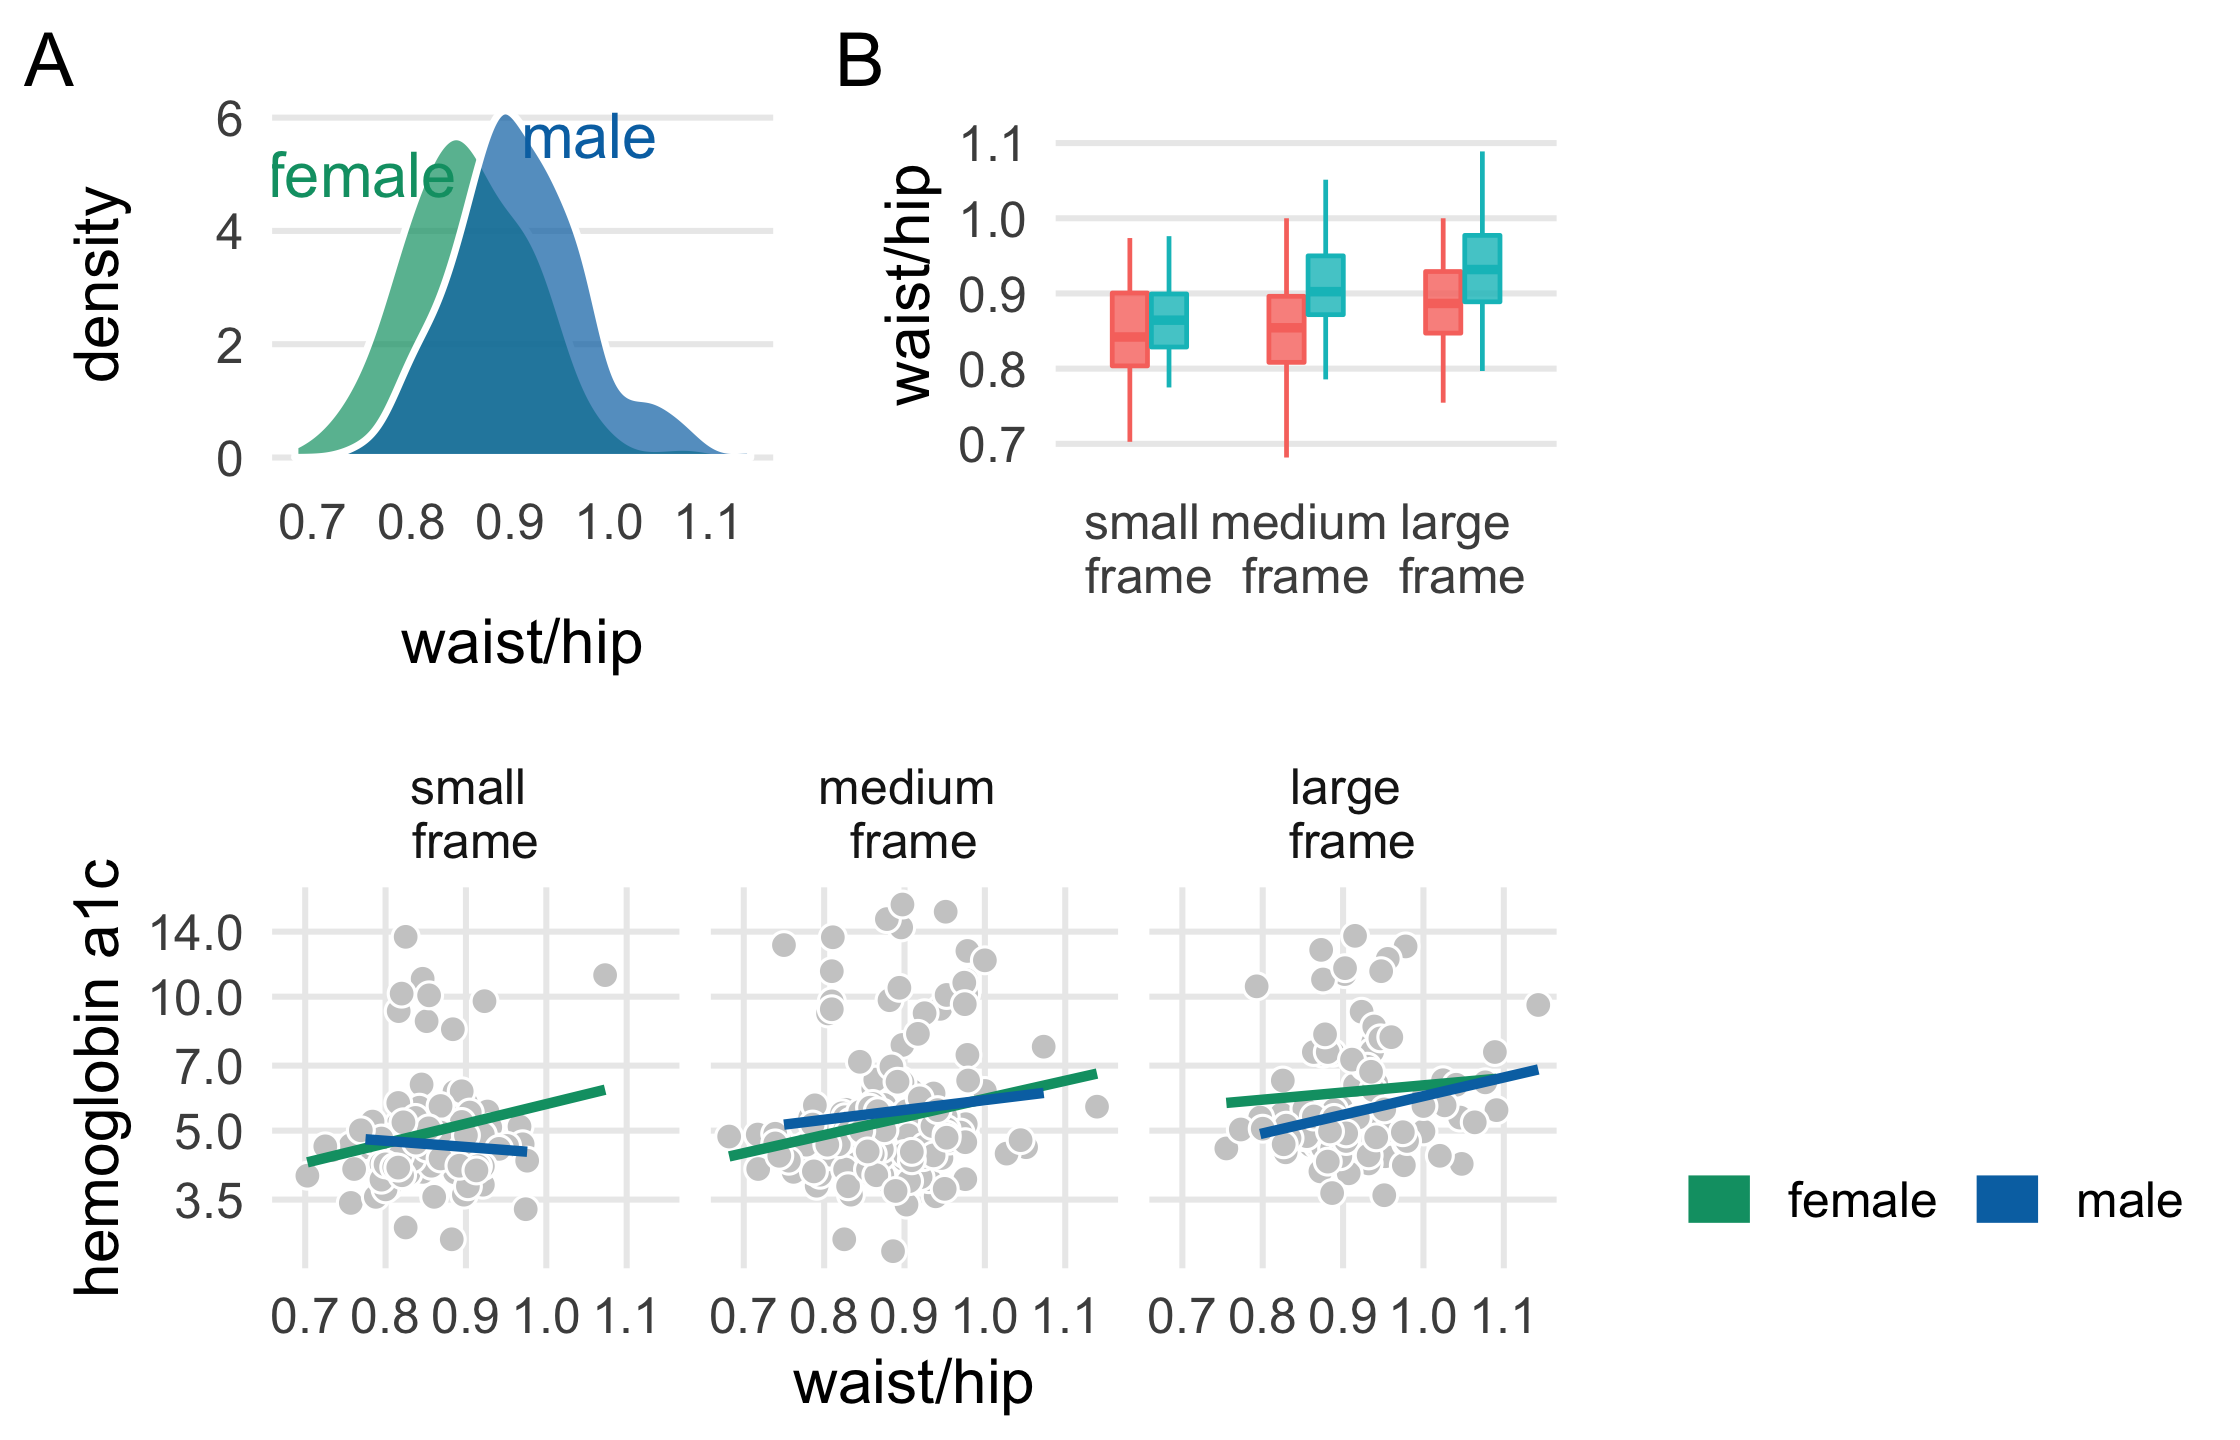 A
density
6
4
2
0
female
male
0.7 0.8 0.9 1.0 1.1
waist/hip
B
waist/hip
1.1
1.0
0.9
0.8
0.7
small medium large
frame frame frame
small
frame
medium
frame
large
frame
hemoglobin a1c
14.0
10.0
7.0
5.0
3.5
0.7 0.8 0.9 1.0 1.1
0.7 0.8 0.9 1.0 1.1
0.7 0.8 0.9 1.0 1.1
waist/hip
female male